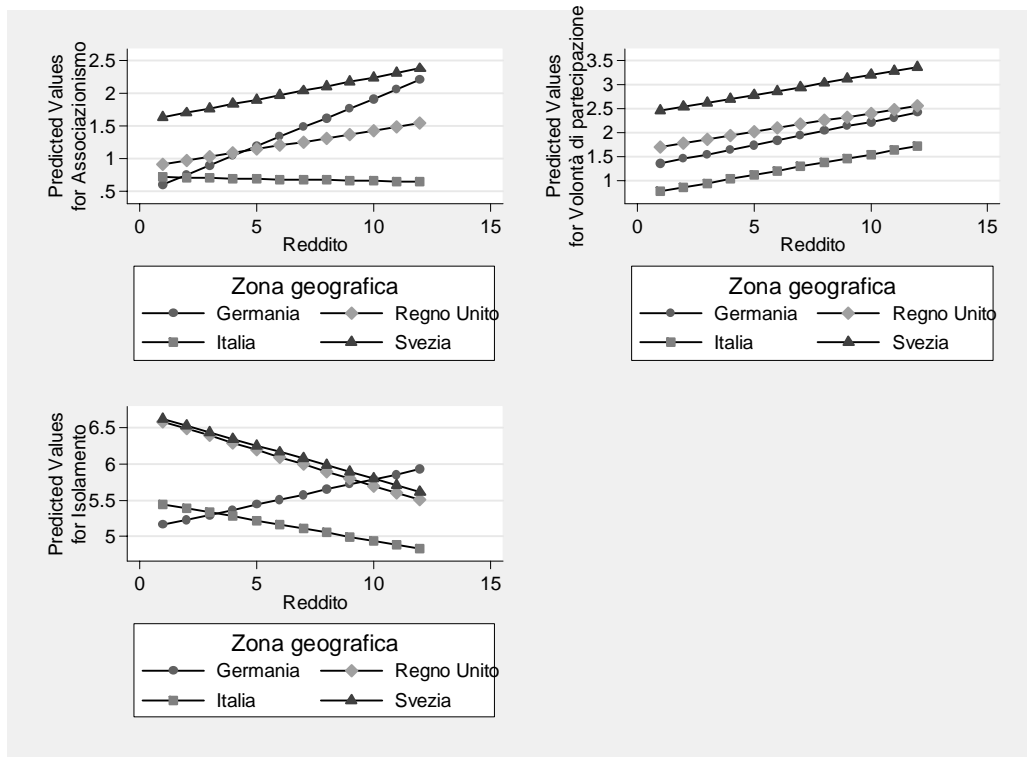 Predicted Values
for Associazionismo
2.5
2
1.5
1
.5
0 5 10 15
Reddito
Zona geografica
Germania Regno Unito
Italia Svezia
Predicted Values
for Volontà di partecipazione
3.5
3
2.5
2
1.5
1
0 5 10 15
Reddito
Zona geografica
Germania Regno Unito
Italia Svezia
Predicted Values
for Isolamento
6.5
6
5.5
5
0 5 10 15
Reddito
Zona geografica
Germania Regno Unito
Italia Svezia